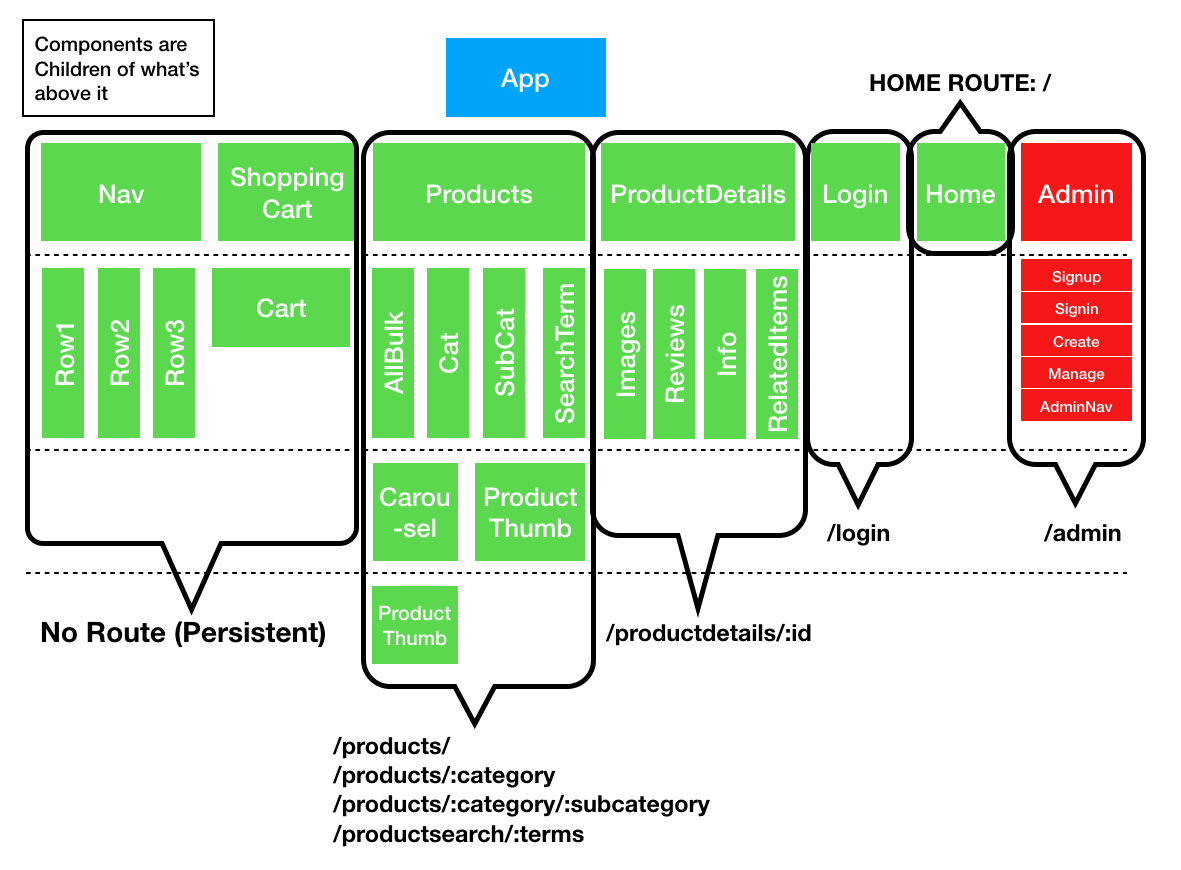 Components are
Children of what's
above it
App
HOME ROUTE: /
Nav
Shopping
Cart
Products
ProductDetails
Login
Home
Admin
Row1
Row2
Row3
Cart
AllBulk
Cat
SubCat
SearchTerm
Images
Reviews
Info
RelatedItems
Signup
Signin
Create
Manage
AdminNav
Carou
-sel
Product
Thumb
/login
/admin
Product
Thumb
No Route (Persistent)
/productdetails/:id
/products/
/products/:category
/products/:category/:subcategory
/productsearch/:terms